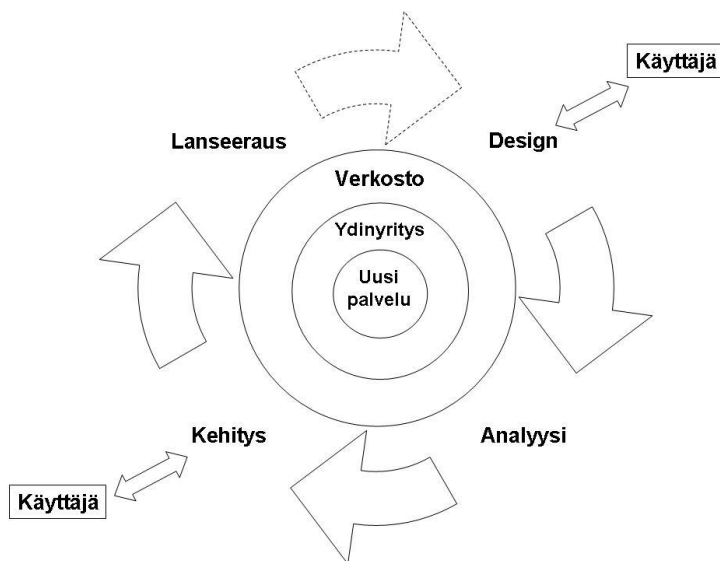 Käyttäjä
Lanseeraus
Design
Verkosto
Ydinyritys
Uusi
palvelu
Kehitys
Analyysi
Käyttäjä